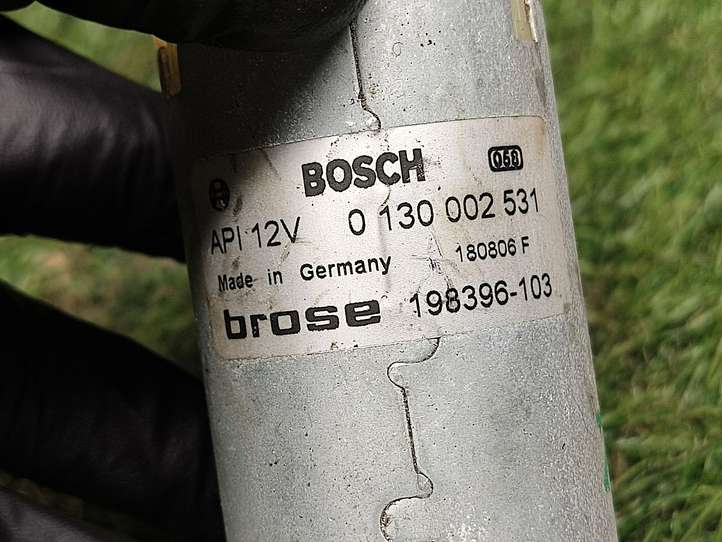 BOSCH 058
API 12V 0 130 002 531
Made in Germany 180806 F
brose 198396-103